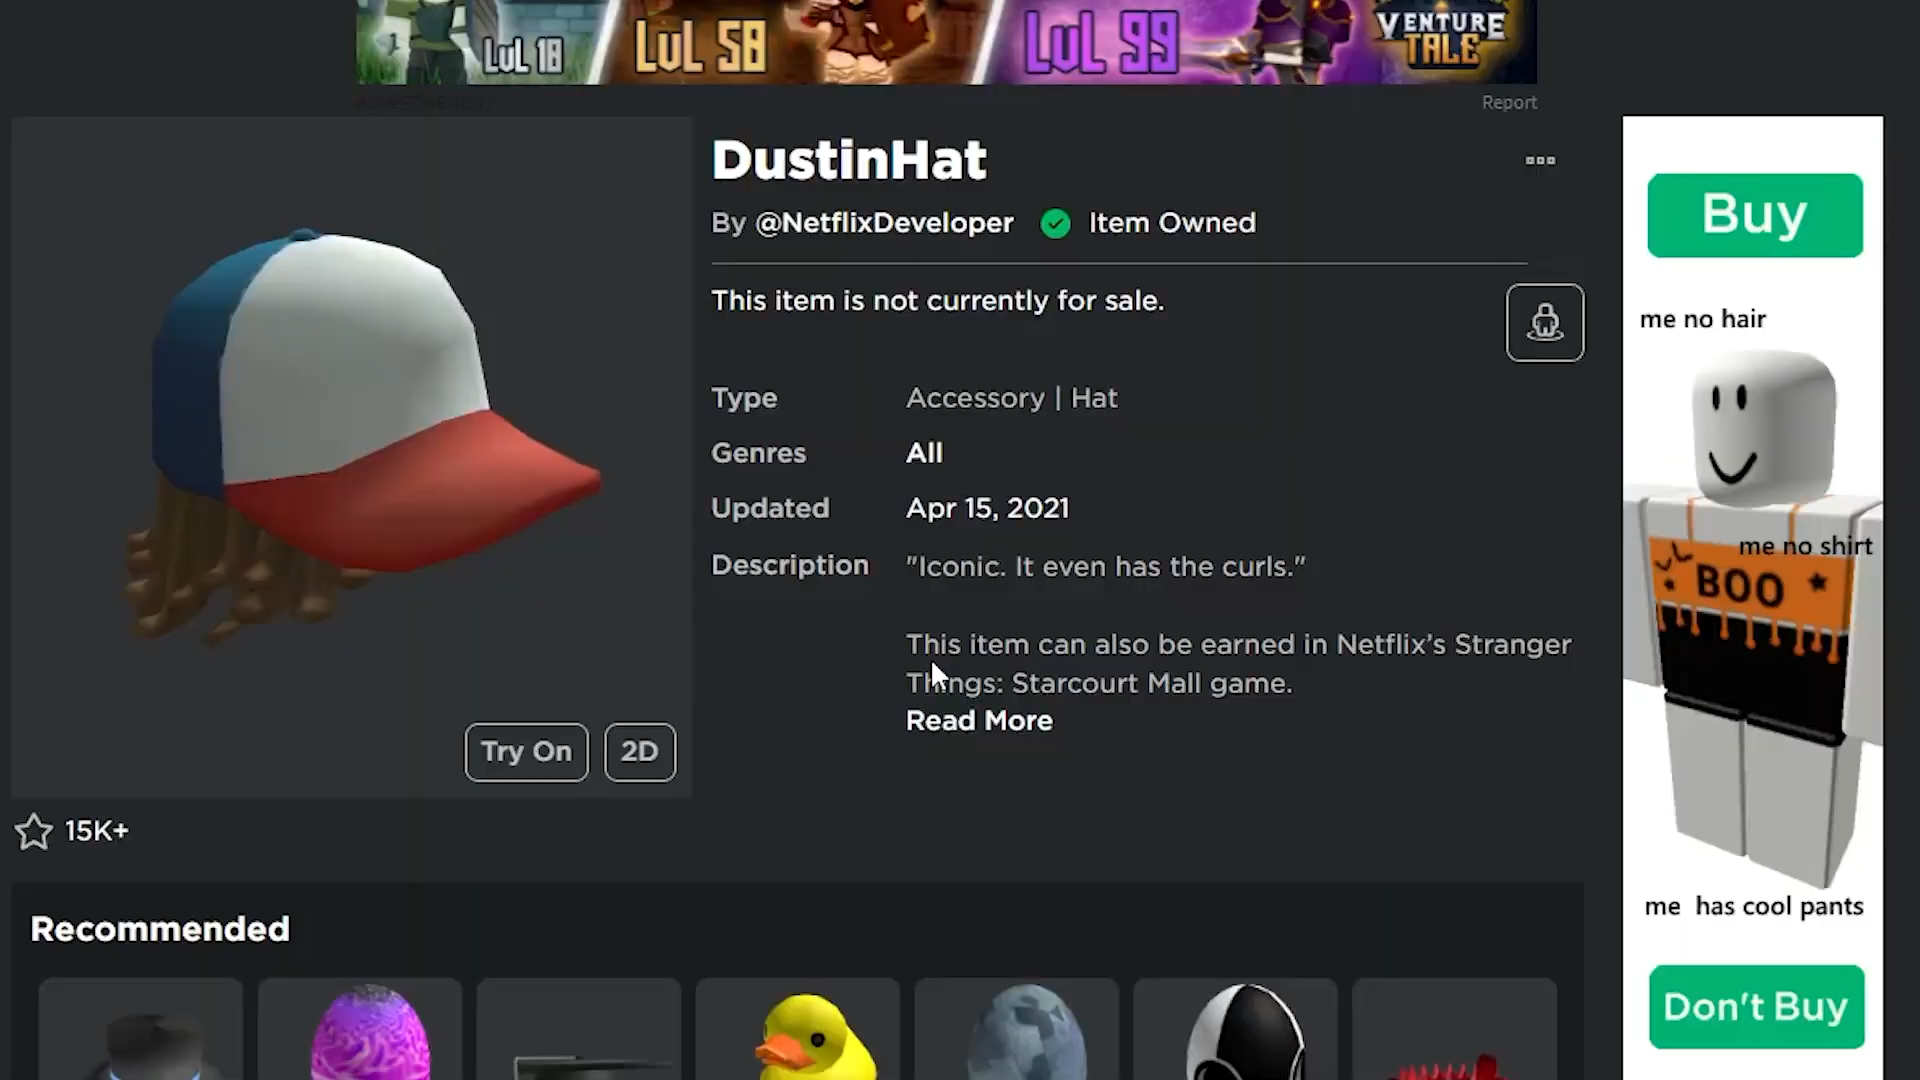 LVL 18
LVL 58
LVL 99
VENTURE
TALE
ADVERTISEMENT
Report
DustinHat
By @NetflixDeveloper Item Owned
This item is not currently for sale.
Type Accessory | Hat
Genres All
Updated Apr 15, 2021
Description "Iconic. It even has the curls."
This item can also be earned in Netflix’s Stranger
Things: Starcourt Mall game.
Read More
Try On
2D
15K+
Recommended
Buy
me no hair
me no shirt
BOO
me has cool pants
Don't Buy